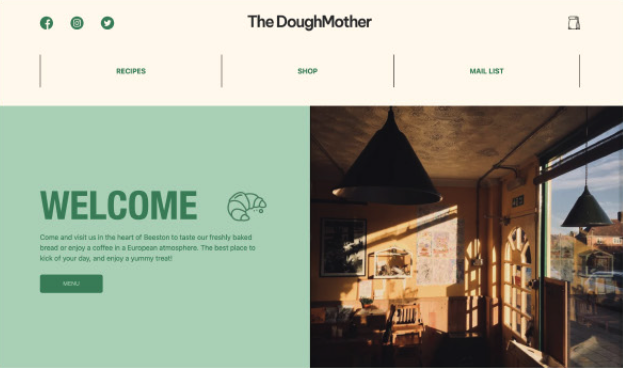 The DoughMother
RECIPES
SHOP
MAIL LIST
WELCOME
Come and visit us in the heart of Beeston to taste our freshly baked
bread or enjoy a coffee in a European atmosphere. The best place to
kick of your day, and enjoy a yummy treat!
MENU